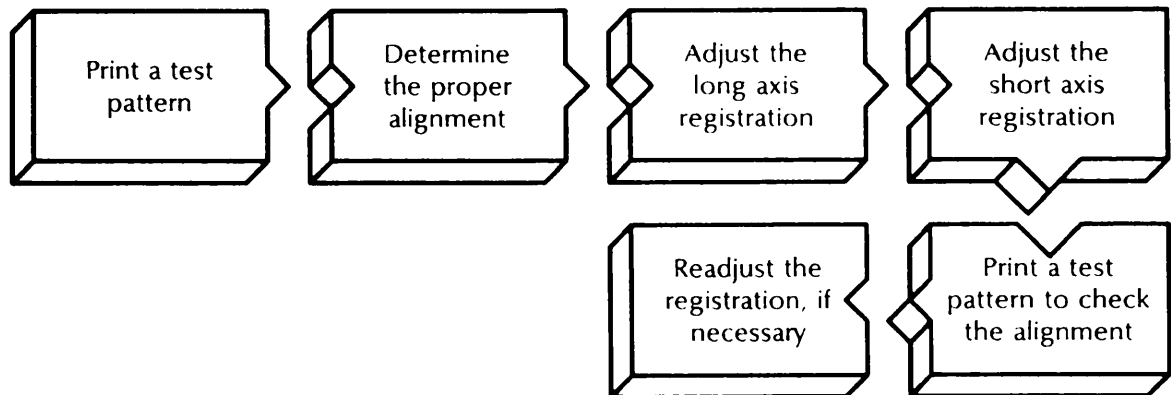 Print a test
pattern
Determine
the proper
alignment
Adjust the
long axis
registration
Adjust the
short axis
registration
Print a test
pattern to check
the alignment
Readjust the
registration, if
necessary